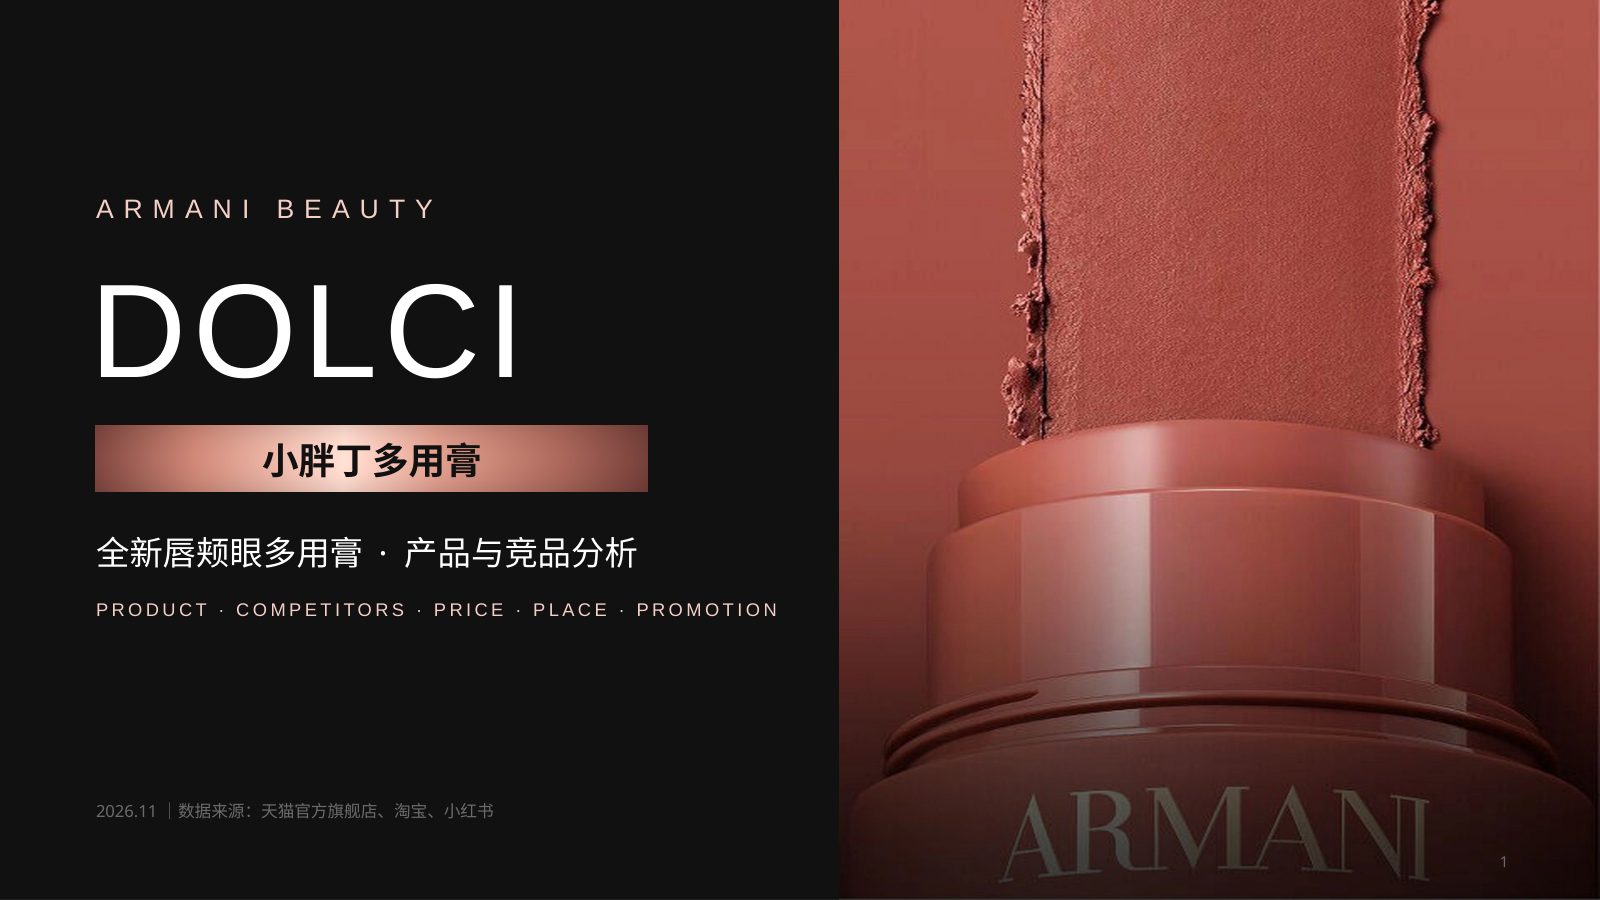 ARMANI BEAUTY
DOLCI
小胖丁多用膏
全新唇颊眼多用膏 · 产品与竞品分析
PRODUCT · COMPETITORS · PRICE · PLACE · PROMOTION
2026.11 ｜数据来源：天猫官方旗舰店、淘宝、小红书
ARMANI
1